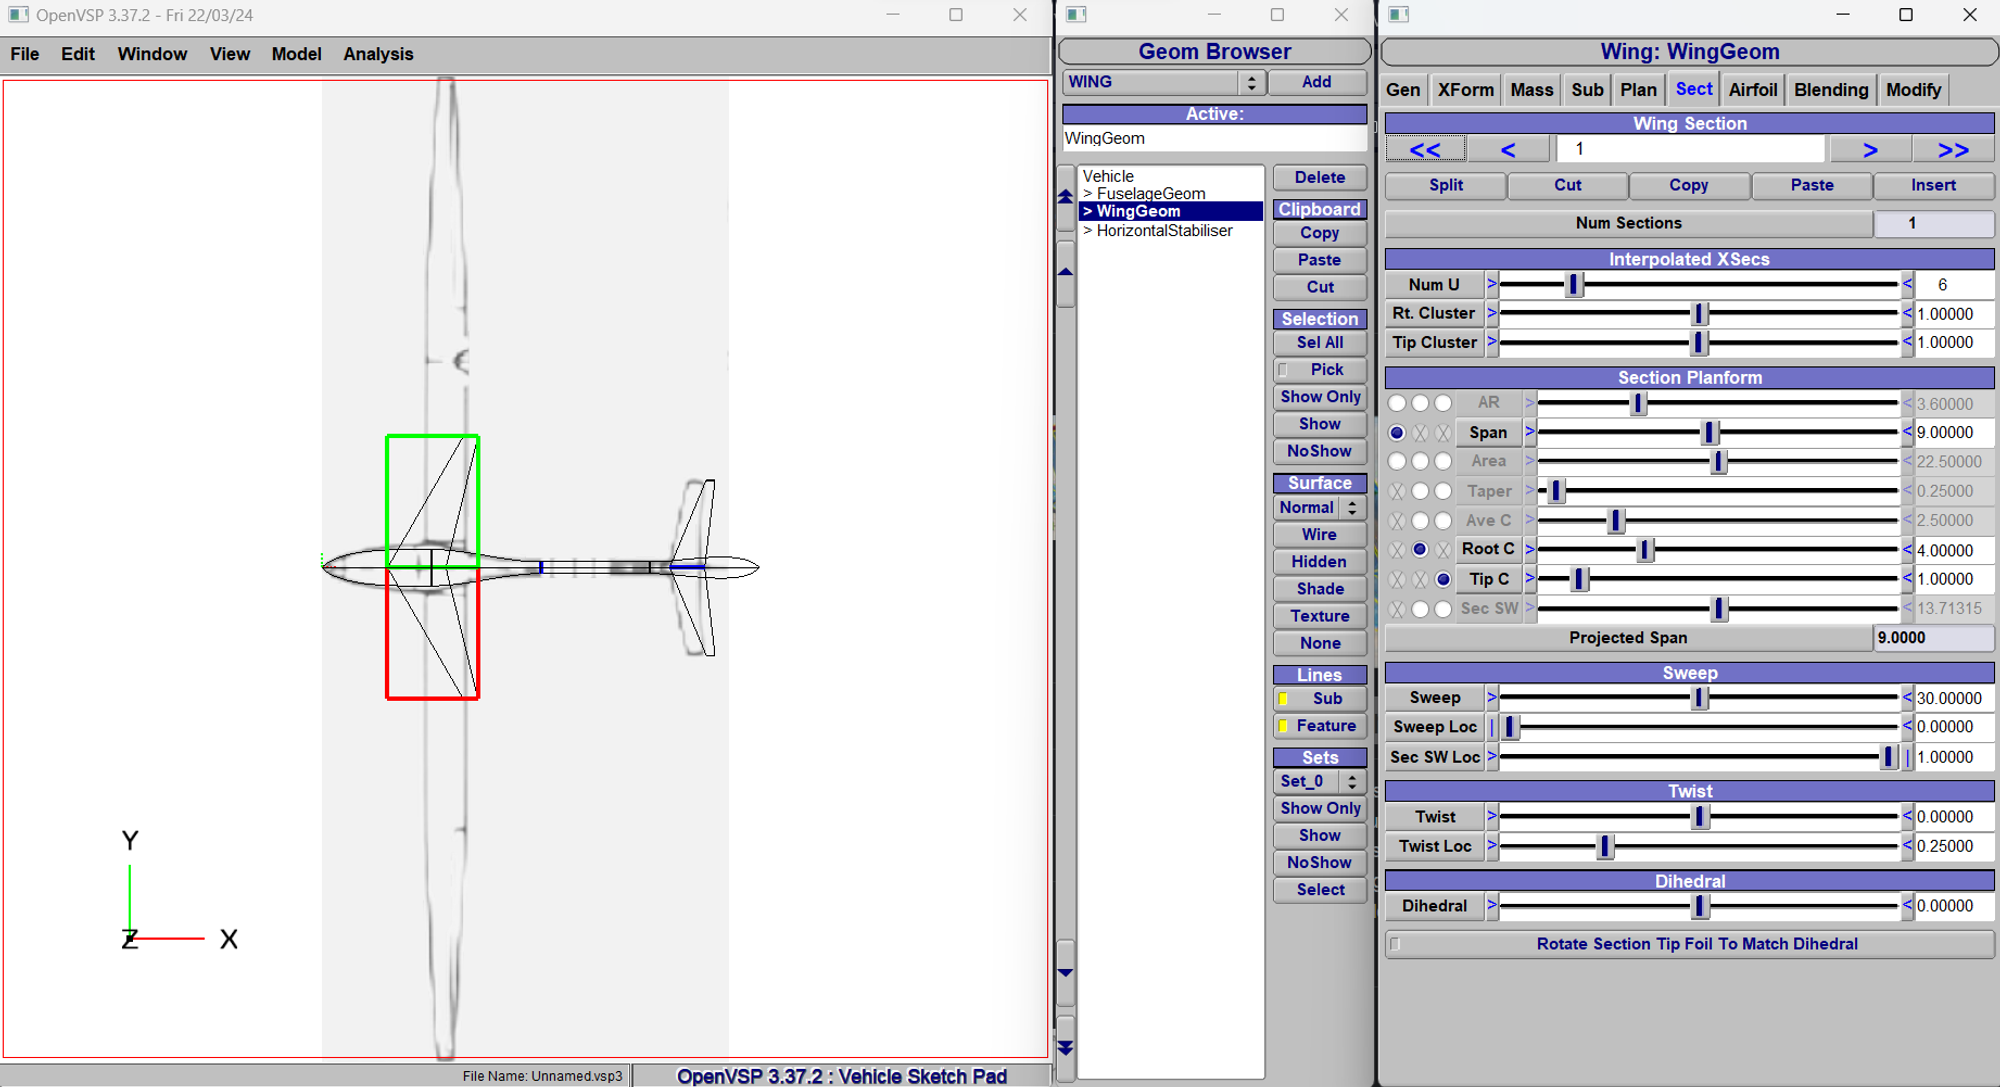 OpenVSP 3.37.2 - Fri 22/03/24
File Edit Window View Model Analysis
Y
Z X
File Name: Unnamed.vsp3
OpenVSP 3.37.2 : Vehicle Sketch Pad
Geom Browser
WING Add
Active:
WingGeom
Vehicle
> FuselageGeom
> WingGeom
> HorizontalStabiliser
Delete
Clipboard
Copy
Paste
Cut
Selection
Sel All
Pick
Show Only
Show
NoShow
Surface
Normal
Wire
Hidden
Shade
Texture
None
Lines
Sub
Feature
Sets
Set_0
Show Only
Show
NoShow
Select
Wing: WingGeom
Gen XForm Mass Sub Plan Sect Airfoil Blending Modify
Wing Section
<< < 1 > >>
Split Cut Copy Paste Insert
Num Sections 1
Interpolated XSecs
Num U > < 6
Rt. Cluster > < 1.00000
Tip Cluster > < 1.00000
Section Planform
AR > < 3.60000
X X Span > < 9.00000
Area > < 22.50000
X Taper > < 0.25000
X Ave C > < 2.50000
X X Root C > < 4.00000
X X Tip C > < 1.00000
X Sec SW > < 13.71315
Projected Span 9.0000
Sweep
Sweep > < 30.00000
Sweep Loc | < 0.00000
Sec SW Loc > | 1.00000
Twist
Twist > < 0.00000
Twist Loc > < 0.25000
Dihedral
Dihedral > < 0.00000
Rotate Section Tip Foil To Match Dihedral